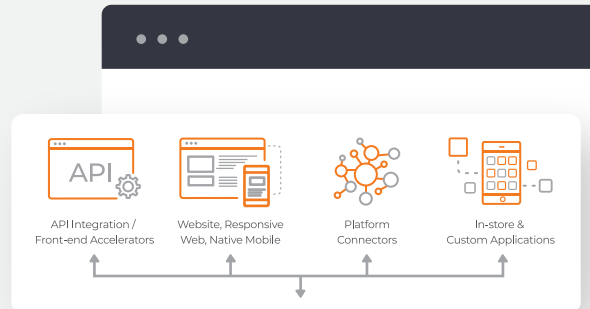 API
API Integration /
Front-end Accelerators
Website, Responsive
Web, Native Mobile
Platform
Connectors
In-store &
Custom Applications